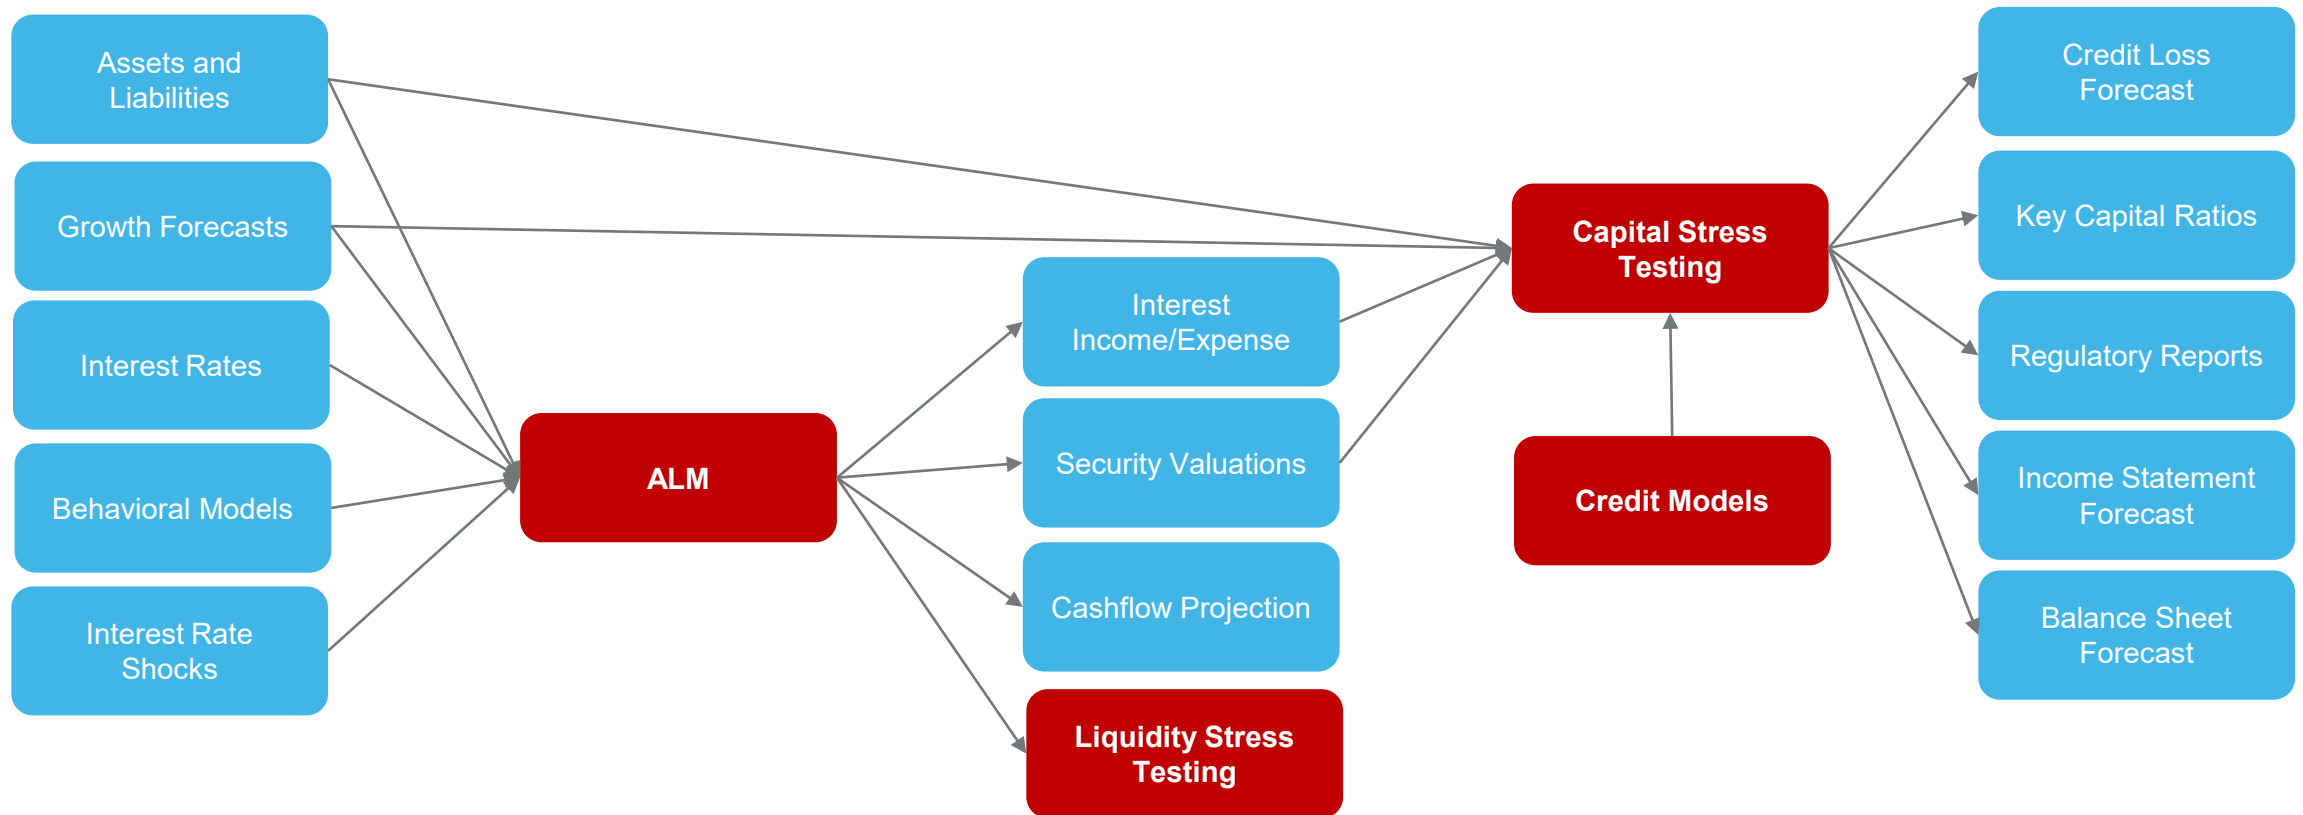 Assets and
Liabilities
Growth Forecasts
Interest Rates
Behavioral Models
Interest Rate
Shocks
ALM
Interest
Income/Expense
Security Valuations
Cashflow Projection
Liquidity Stress
Testing
Capital Stress
Testing
Credit Models
Credit Loss
Forecast
Key Capital Ratios
Regulatory Reports
Income Statement
Forecast
Balance Sheet
Forecast